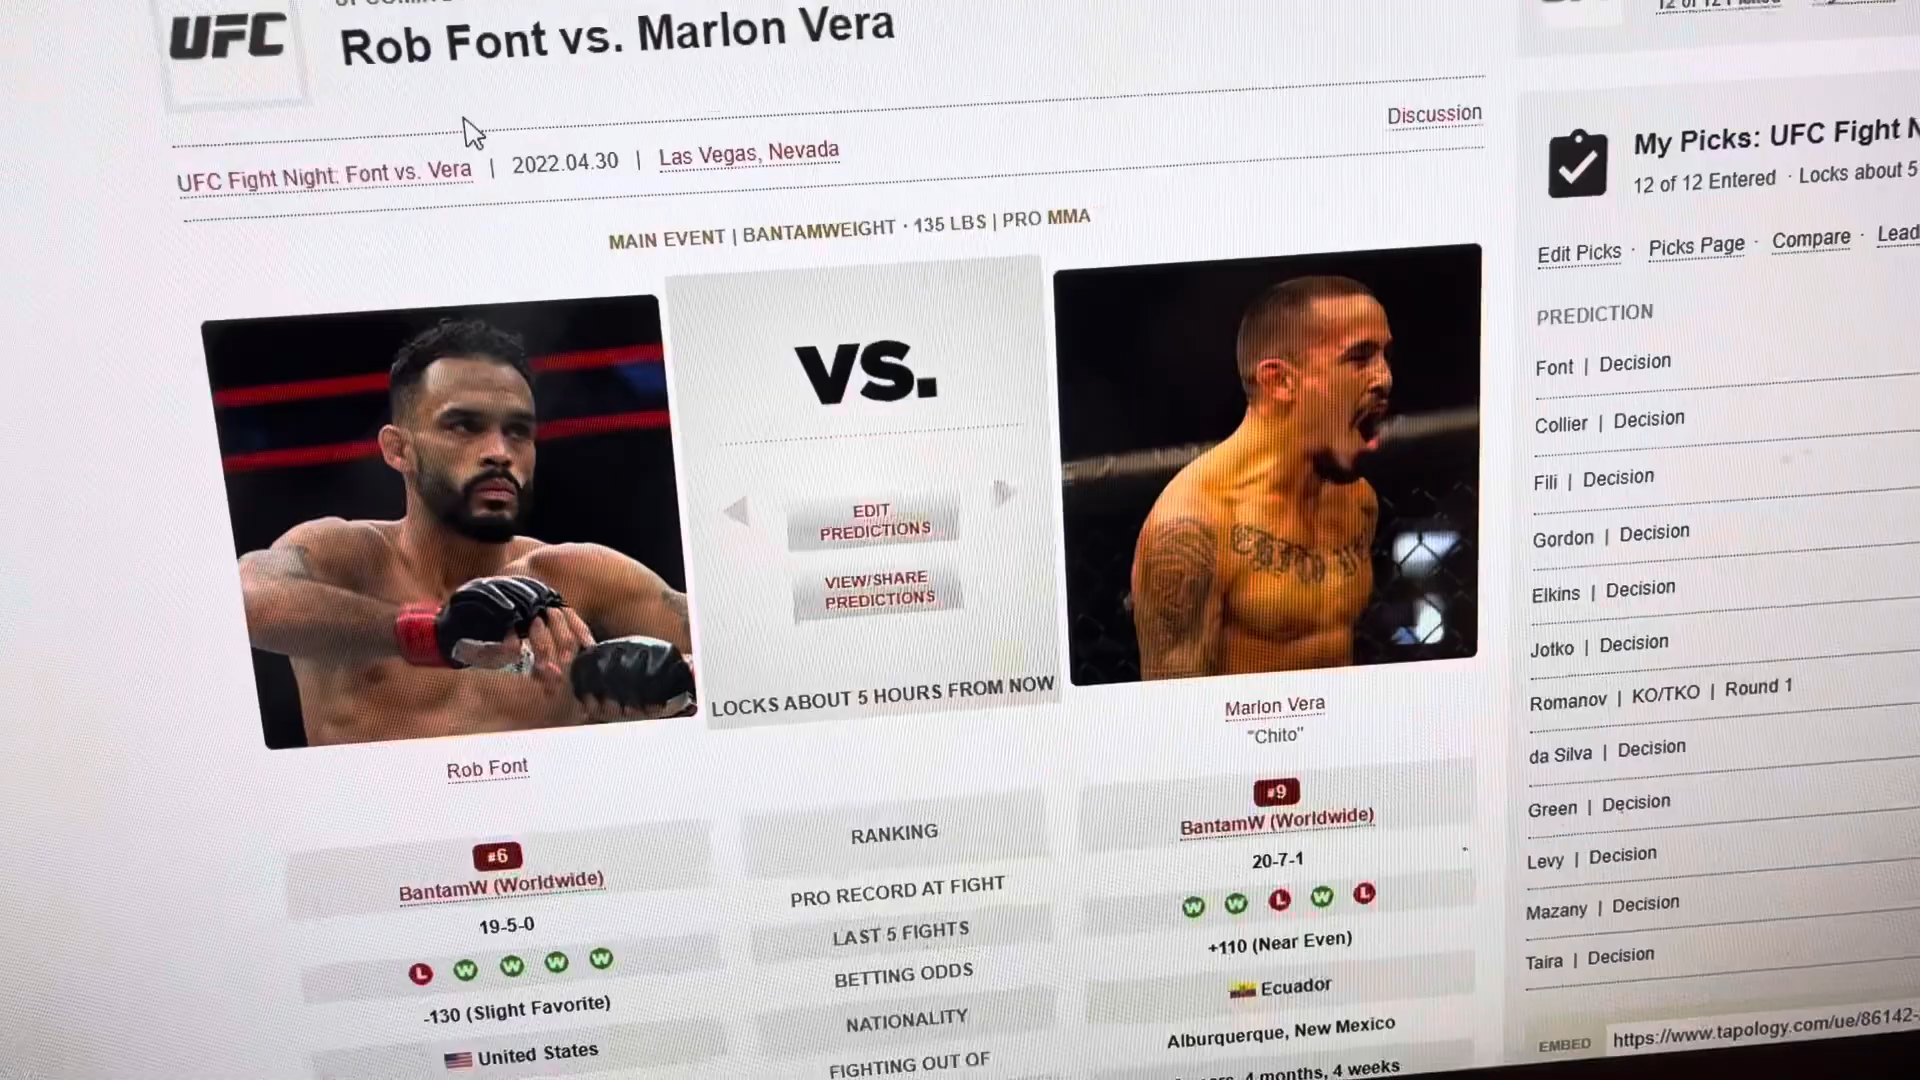 UFC
Rob Font vs. Marlon Vera
Discussion
UFC Fight Night: Font vs. Vera | 2022.04.30 | Las Vegas, Nevada
MAIN EVENT | BANTAMWEIGHT · 135 LBS | PRO MMA
VS.
EDIT
PREDICTIONS
VIEW/SHARE
PREDICTIONS
LOCKS ABOUT 5 HOURS FROM NOW
Rob Font
Marlon Vera
"Chito"
#6
BantamW (Worldwide)
RANKING
#9
BantamW (Worldwide)
19-5-0
PRO RECORD AT FIGHT
20-7-1
L W W W W
LAST 5 FIGHTS
W W L W L
-130 (Slight Favorite)
BETTING ODDS
+110 (Near Even)
United States
NATIONALITY
Ecuador
FIGHTING OUT OF
Alburquerque, New Mexico
4 months, 4 weeks
My Picks: UFC Fight N
12 of 12 Entered · Locks about 5
Edit Picks · Picks Page · Compare · Lead
PREDICTION
Font | Decision
Collier | Decision
Fili | Decision
Gordon | Decision
Elkins | Decision
Jotko | Decision
Romanov | KO/TKO | Round 1
da Silva | Decision
Green | Decision
Levy | Decision
Mazany | Decision
Taira | Decision
EMBED
https://www.tapology.com/ue/86142-